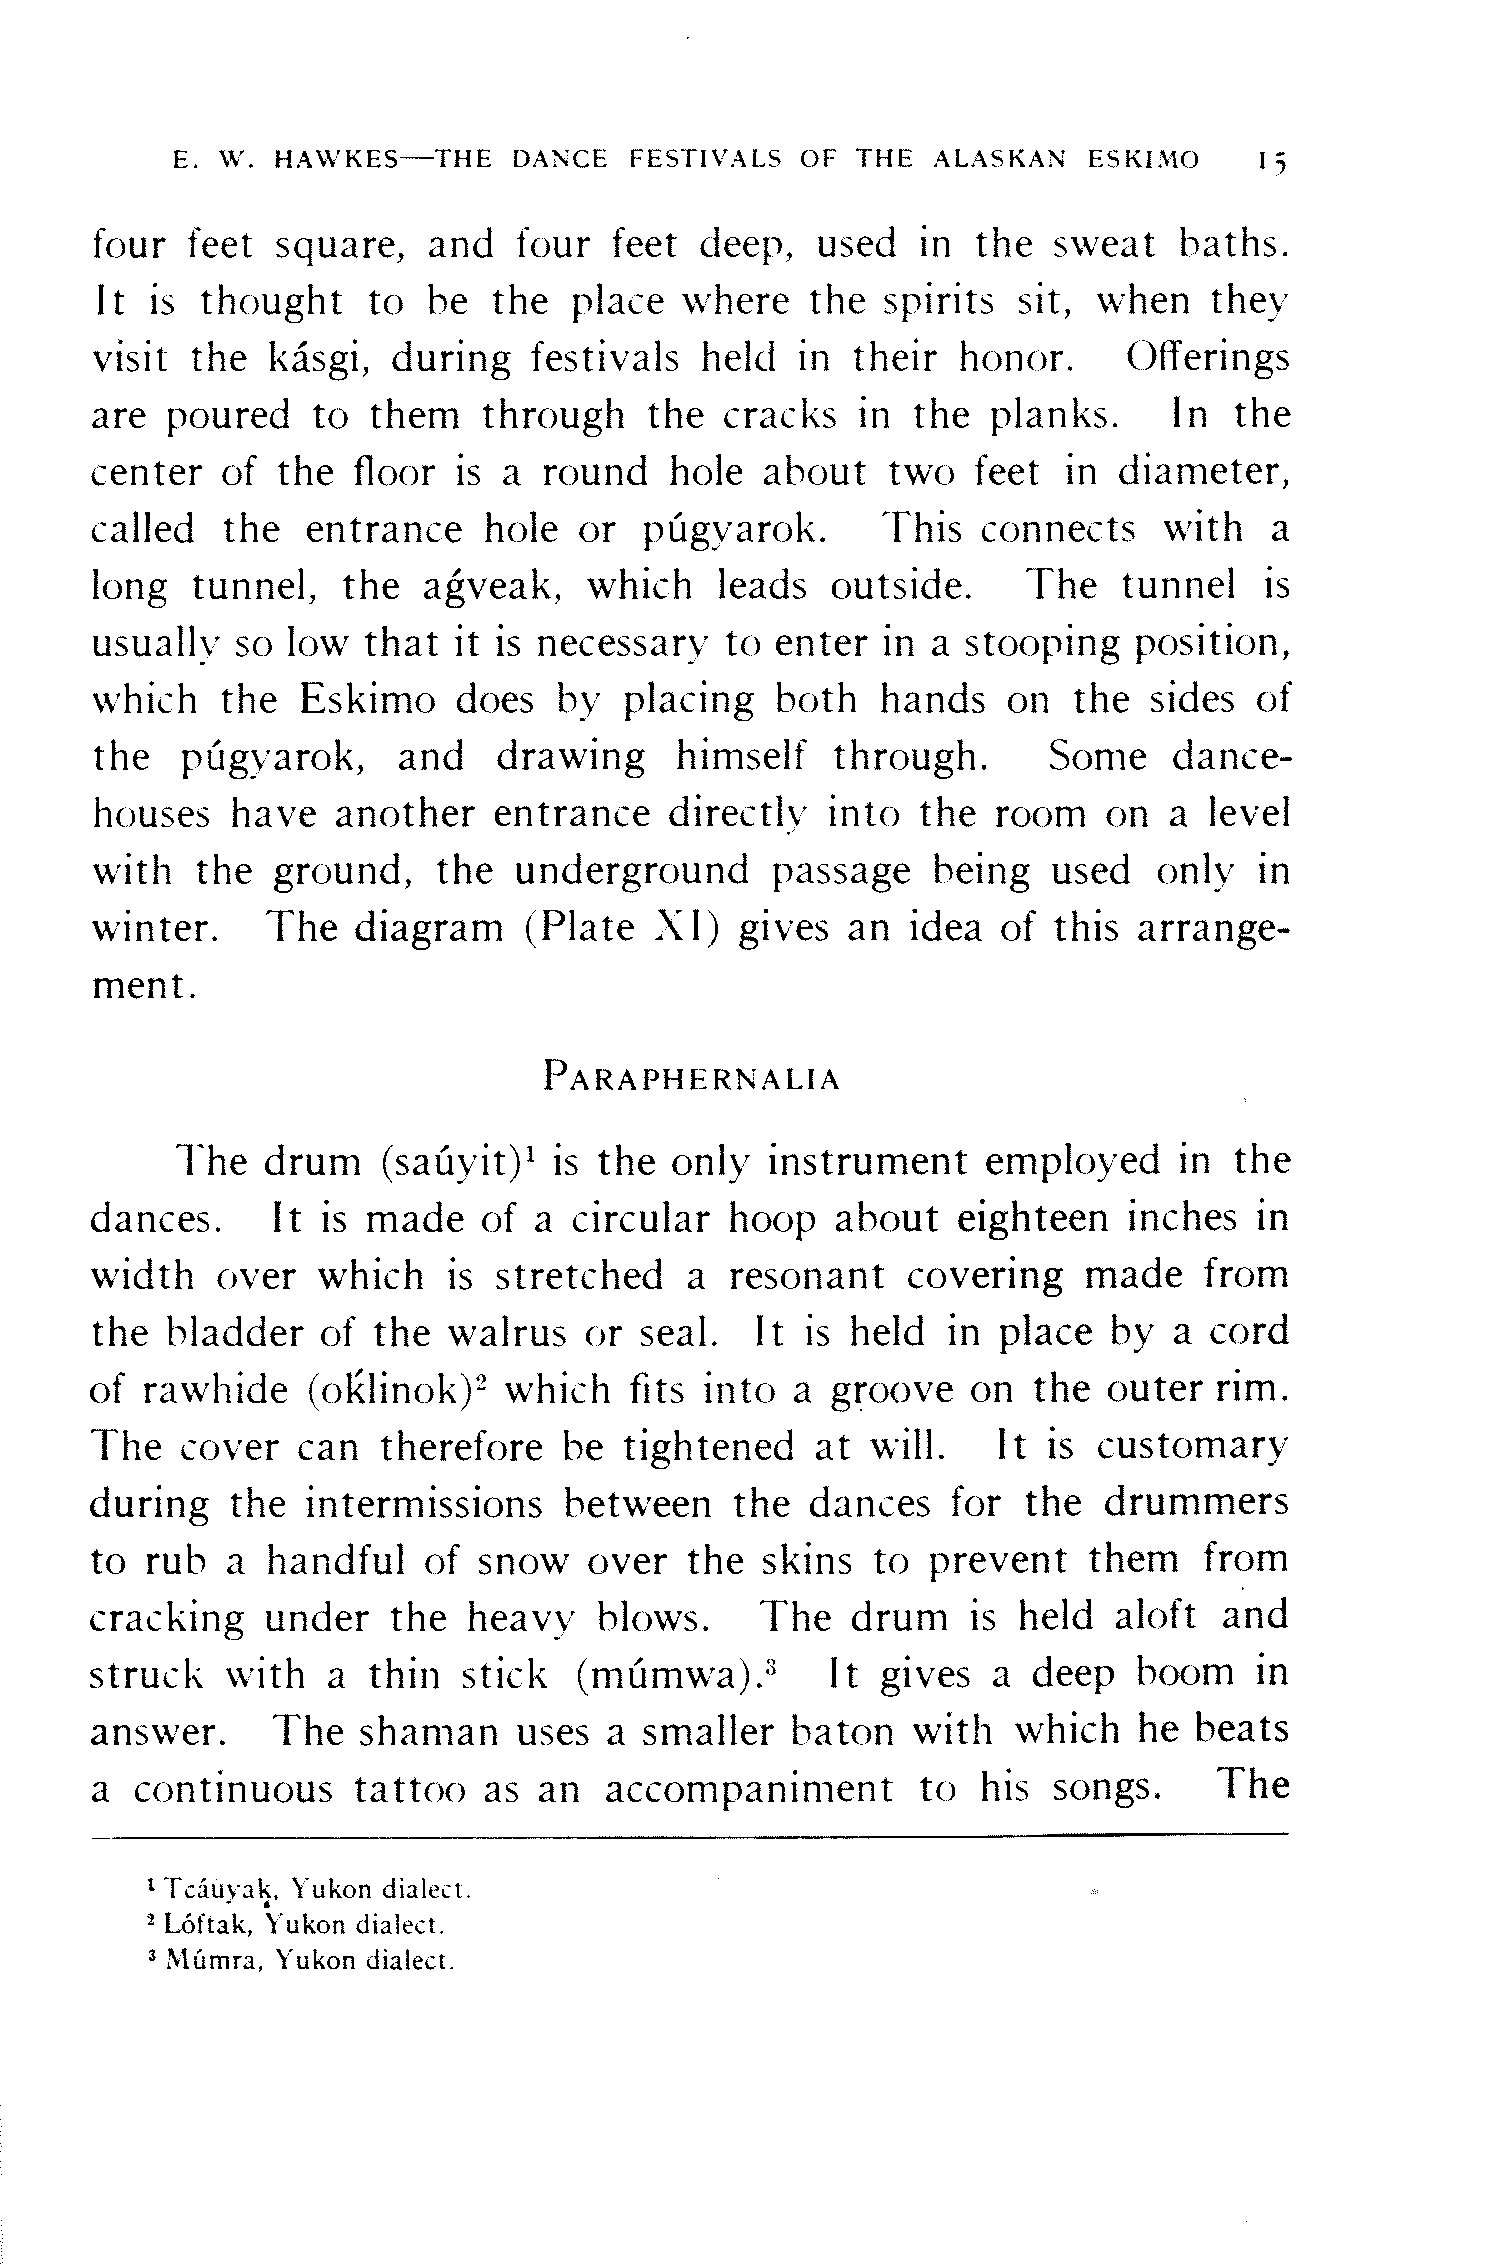 E. W. HAWKES—THE DANCE FESTIVALS OF THE ALASKAN ESKIMO 15
four feet square, and four feet deep, used in the sweat baths.
It is thought to be the place where the spirits sit, when they
visit the kásgi, during festivals held in their honor. Offerings
are poured to them through the cracks in the planks. In the
center of the floor is a round hole about two feet in diameter,
called the entrance hole or púgyarok. This connects with a
long tunnel, the aǵveak, which leads outside. The tunnel is
usually so low that it is necessary to enter in a stooping position,
which the Eskimo does by placing both hands on the sides of
the púgyarok, and drawing himself through. Some dance-
houses have another entrance directly into the room on a level
with the ground, the underground passage being used only in
winter. The diagram (Plate XI) gives an idea of this arrange-
ment.
PARAPHERNALIA
The drum (saúyit)¹ is the only instrument employed in the
dances. It is made of a circular hoop about eighteen inches in
width over which is stretched a resonant covering made from
the bladder of the walrus or seal. It is held in place by a cord
of rawhide (oḱlinok)² which fits into a groove on the outer rim.
The cover can therefore be tightened at will. It is customary
during the intermissions between the dances for the drummers
to rub a handful of snow over the skins to prevent them from
cracking under the heavy blows. The drum is held aloft and
struck with a thin stick (múmwa).³ It gives a deep boom in
answer. The shaman uses a smaller baton with which he beats
a continuous tattoo as an accompaniment to his songs. The
¹ Tcáuyaḳ, Yukon dialect.
² Lóftak, Yukon dialect.
³ Múmra, Yukon dialect.